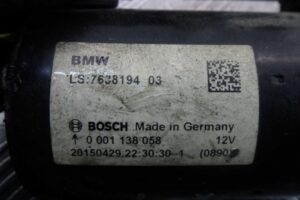 BMW
LS:7638194 03
BOSCH Made in Germany
↑ 0 001 138 058 12V
20150429.22:30:30-1 (0890)